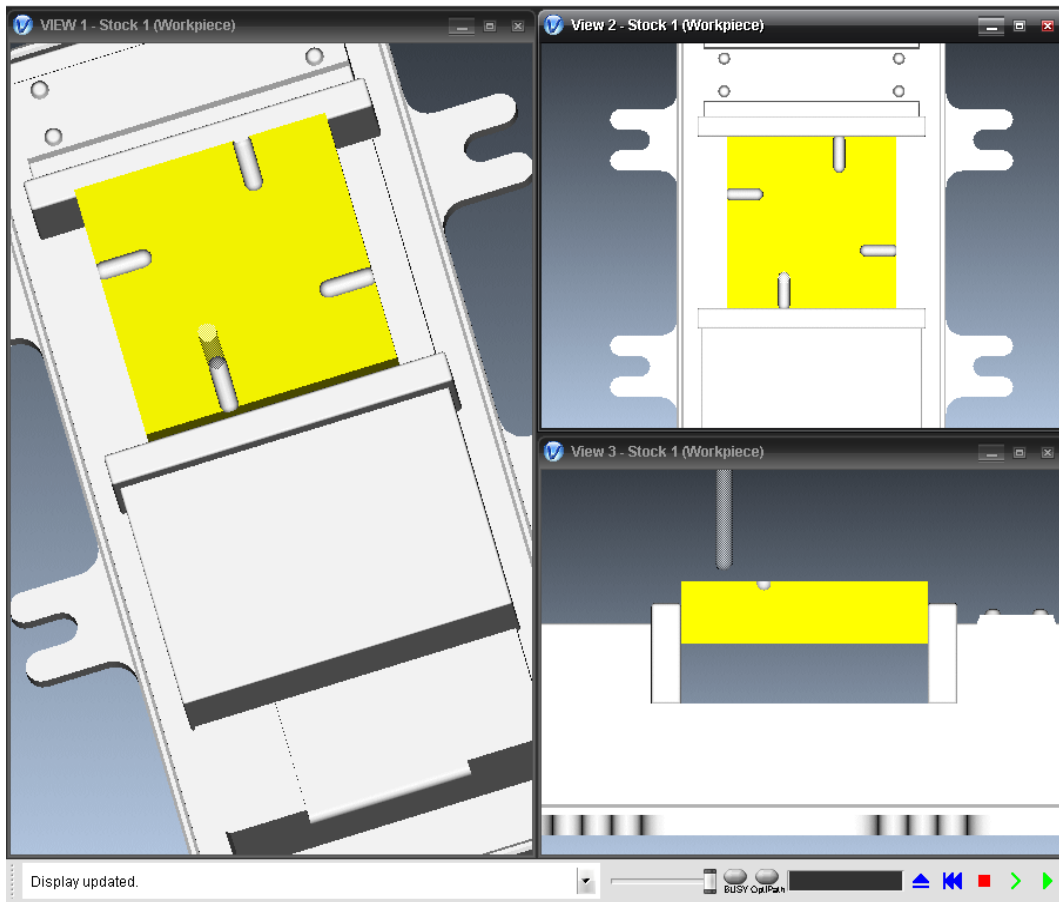 VIEW 1 - Stock 1 (Workpiece)
View 2 - Stock 1 (Workpiece)
View 3 - Stock 1 (Workpiece)
Display updated.
BUSY OptiPath